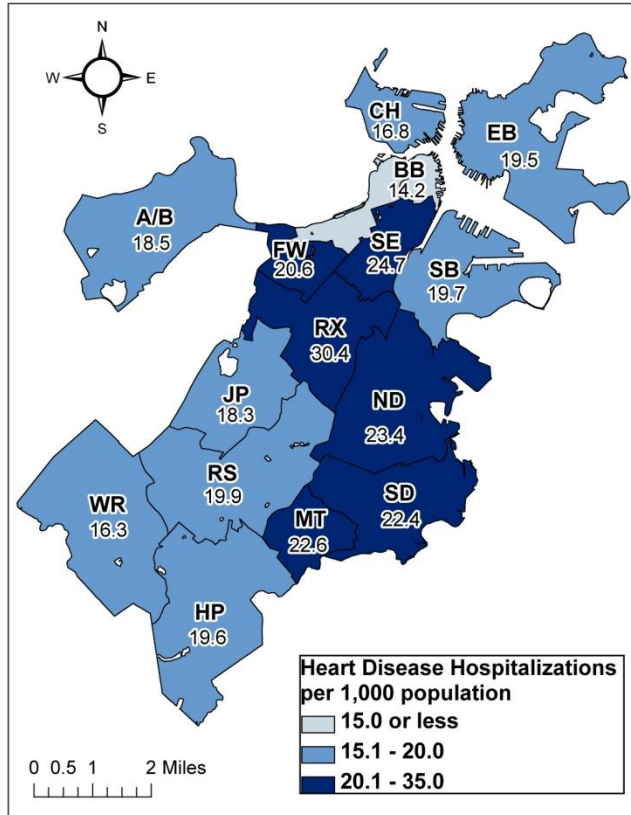 N
W E
S
CH
16.8
EB
19.5
BB
14.2
A/B
18.5
FW
20.6
SE
24.7
SB
19.7
RX
30.4
JP
18.3
ND
23.4
RS
19.9
WR
16.3
SD
22.4
MT
22.6
HP
19.6
Heart Disease Hospitalizations
per 1,000 population
15.0 or less
15.1 - 20.0
20.1 - 35.0
0 0.5 1 2 Miles